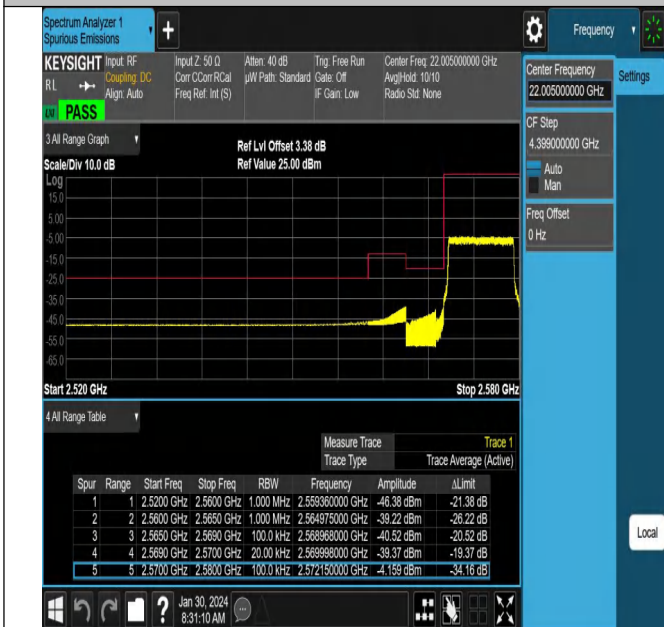 Spectrum Analyzer 1
Spurious Emissions
+
Frequency
KEYSIGHT
RL
Input: RF
Coupling: DC
Align: Auto
Input Z: 50 Ω
Corr CCorr RCal
Freq Ref: Int (S)
Atten: 40 dB
µW Path: Standard
Trig: Free Run
Gate: Off
IF Gain: Low
Center Freq: 22.005000000 GHz
Avg|Hold: 10/10
Radio Std: None
PASS
Center Frequency
22.005000000 GHz
Settings
CF Step
4.399000000 GHz
Auto
Man
Freq Offset
0 Hz
3 All Range Graph
Scale/Div 10.0 dB
Ref Lvl Offset 3.38 dB
Ref Value 25.00 dBm
Log
15.0
5.00
-5.00
-15.0
-25.0
-35.0
-45.0
-55.0
-65.0
Start 2.520 GHz
Stop 2.580 GHz
4 All Range Table
Measure Trace Trace 1
Trace Type Trace Average (Active)
Spur Range Start Freq Stop Freq RBW Frequency Amplitude ΔLimit
1 1 2.5200 GHz 2.5600 GHz 1.000 MHz 2.559360000 GHz -46.38 dBm -21.38 dB
2 2 2.5600 GHz 2.5650 GHz 1.000 MHz 2.564975000 GHz -39.22 dBm -26.22 dB
3 3 2.5650 GHz 2.5690 GHz 100.0 kHz 2.568968000 GHz -40.52 dBm -20.52 dB
4 4 2.5690 GHz 2.5700 GHz 20.00 kHz 2.569998000 GHz -39.37 dBm -19.37 dB
5 5 2.5700 GHz 2.5800 GHz 100.0 kHz 2.572150000 GHz -4.159 dBm -34.16 dB
Local
?
Jan 30, 2024
8:31:10 AM